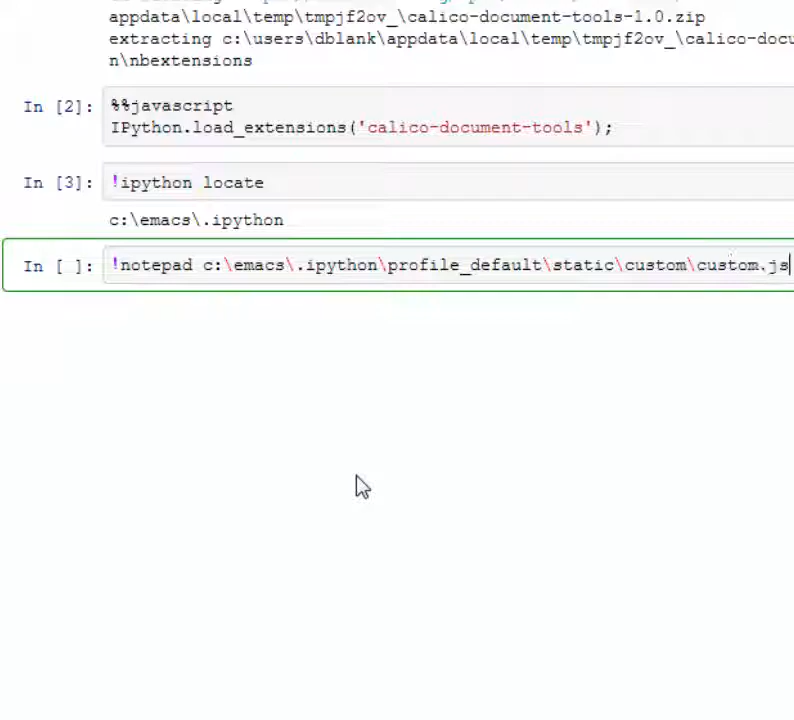 appdata\local\temp\tmpjf2ov_\calico-document-tools-1.0.zip
extracting c:\users\dblank\appdata\local\temp\tmpjf2ov_\calico-docu
n\nbextensions
In [2]: %%javascript
IPython.load_extensions('calico-document-tools');
In [3]: !ipython locate
c:\emacs\.ipython
In [ ]: !notepad c:\emacs\.ipython\profile_default\static\custom\custom.js